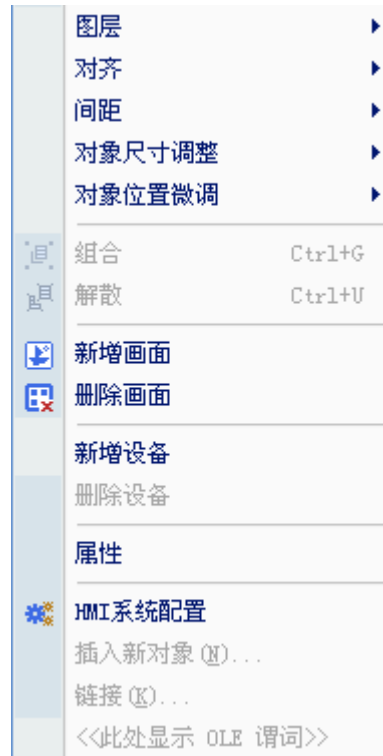 图层
对齐
间距
对象尺寸调整
对象位置微调
组合 Ctrl+G
解散 Ctrl+U
新增画面
删除画面
新增设备
删除设备
属性
HMI系统配置
插入新对象(N)...
链接(K)...
<<此处显示 OLE 谓词>>